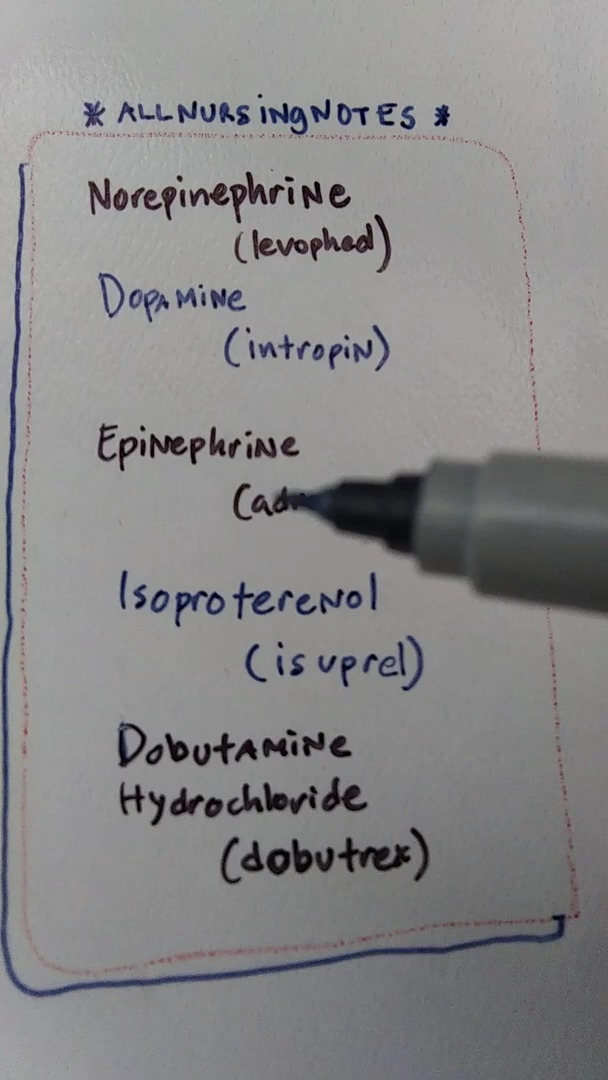 * ALLNURSINGNOTES *
Norepinephrine
(levophed)
Dopamine
(intropin)
Epinephrine
Isoproterenol
(isuprel)
Dobutamine
Hydrochloride
(dobutrex)